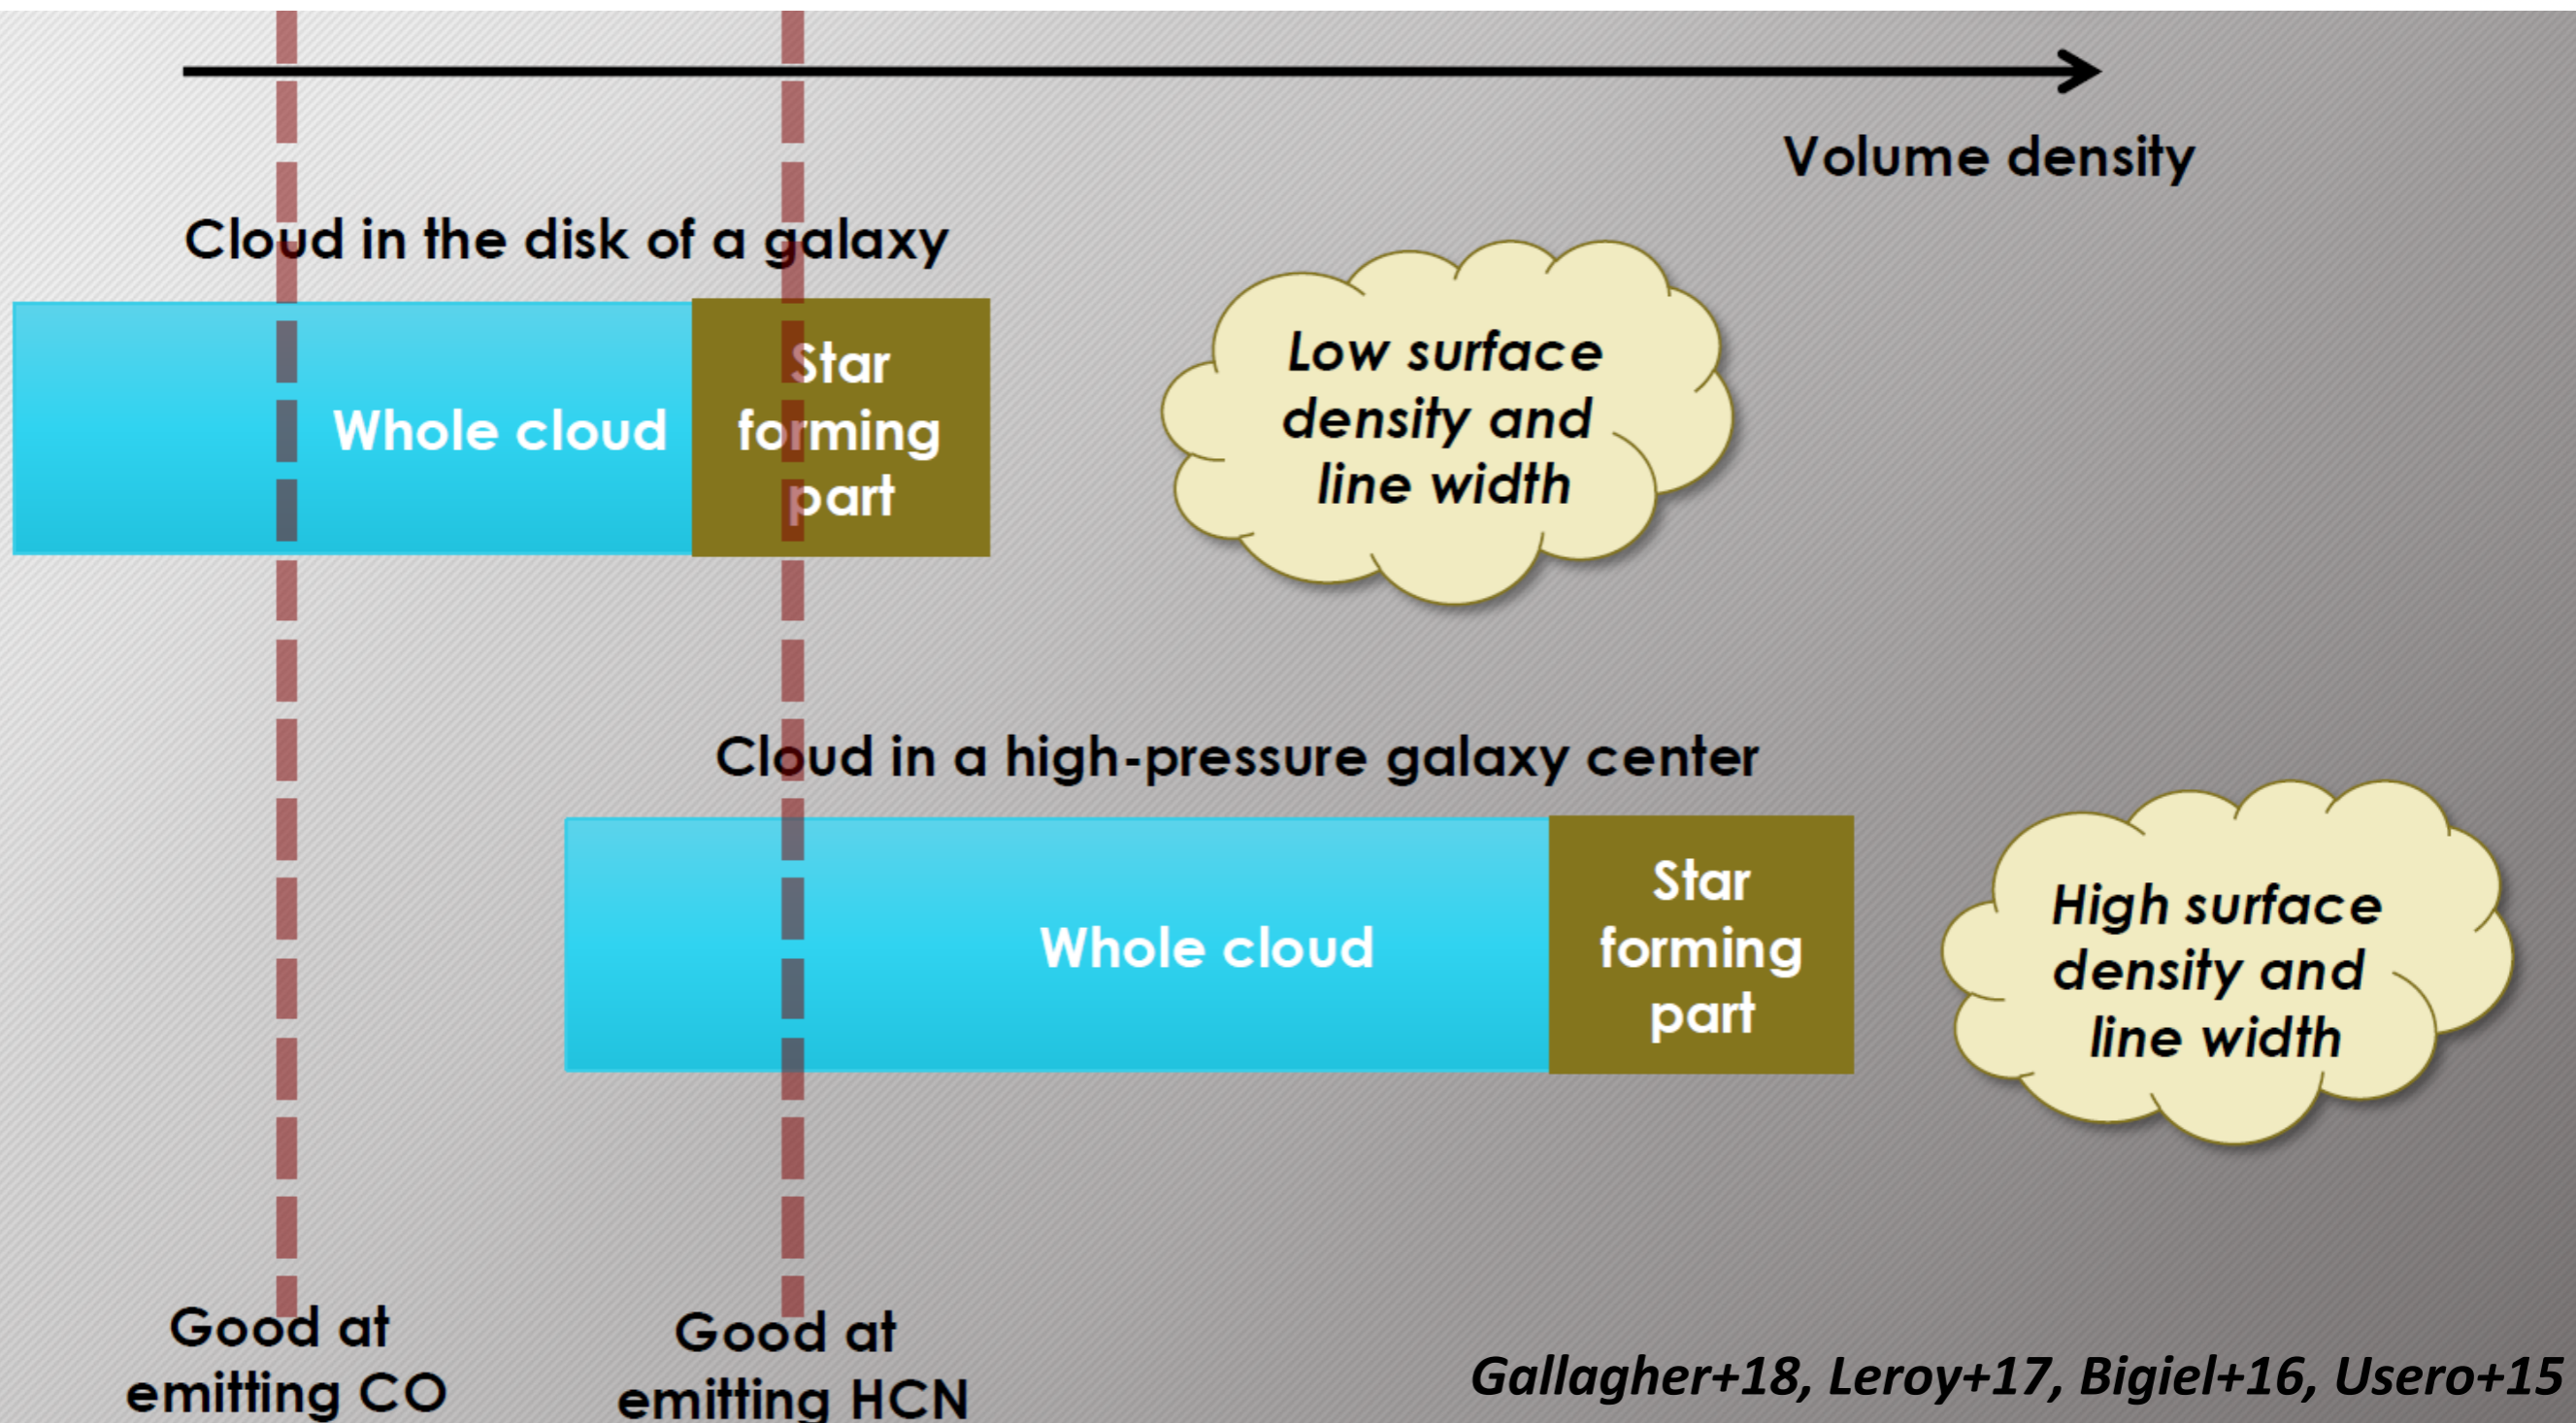 Volume density
Cloud in the disk of a galaxy
Whole cloud
Star
forming
part
Low surface
density and
line width
Cloud in a high-pressure galaxy center
Whole cloud
Star
forming
part
High surface
density and
line width
Good at
emitting CO
Good at
emitting HCN
Gallagher+18, Leroy+17, Bigiel+16, Usero+15